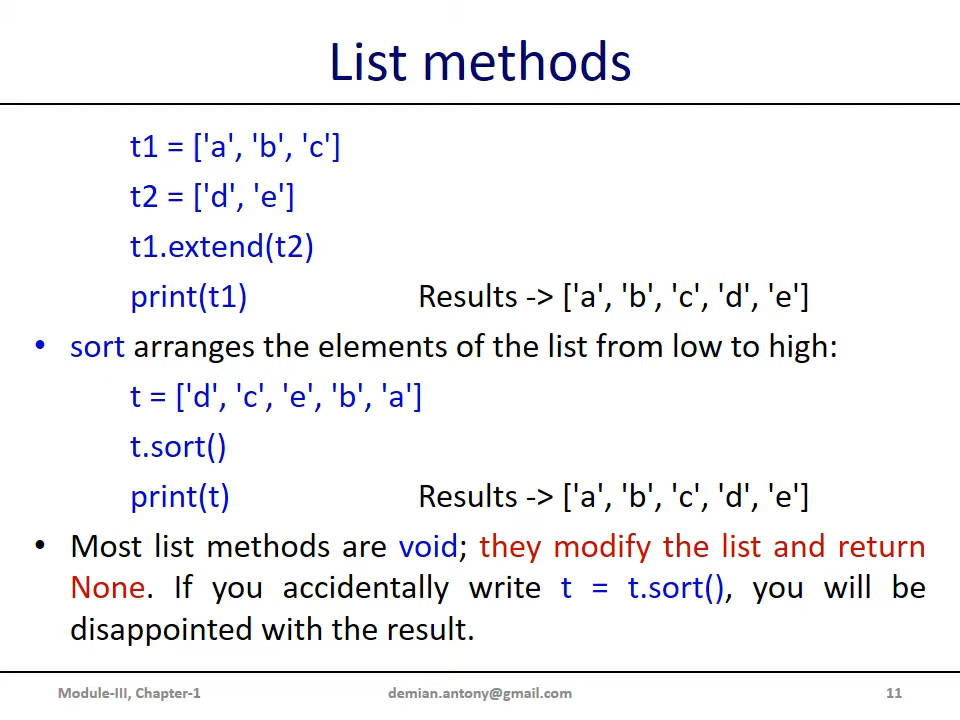 List methods
t1 = ['a', 'b', 'c']
t2 = ['d', 'e']
t1.extend(t2)
print(t1) Results -> ['a', 'b', 'c', 'd', 'e']
• sort arranges the elements of the list from low to high:
t = ['d', 'c', 'e', 'b', 'a']
t.sort()
print(t) Results -> ['a', 'b', 'c', 'd', 'e']
• Most list methods are void; they modify the list and return
None. If you accidentally write t = t.sort(), you will be
disappointed with the result.
Module-III, Chapter-1 demian.antony@gmail.com 11